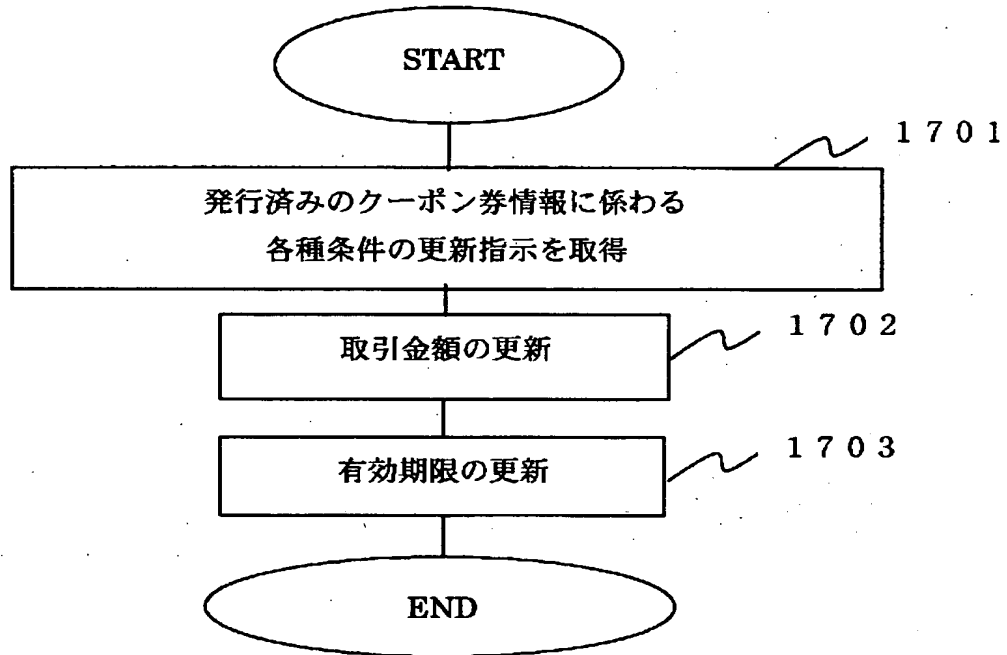 START
1701
発行済みのクーポン券情報に係わる
各種条件の更新指示を取得
1702
取引金額の更新
1703
有効期限の更新
END